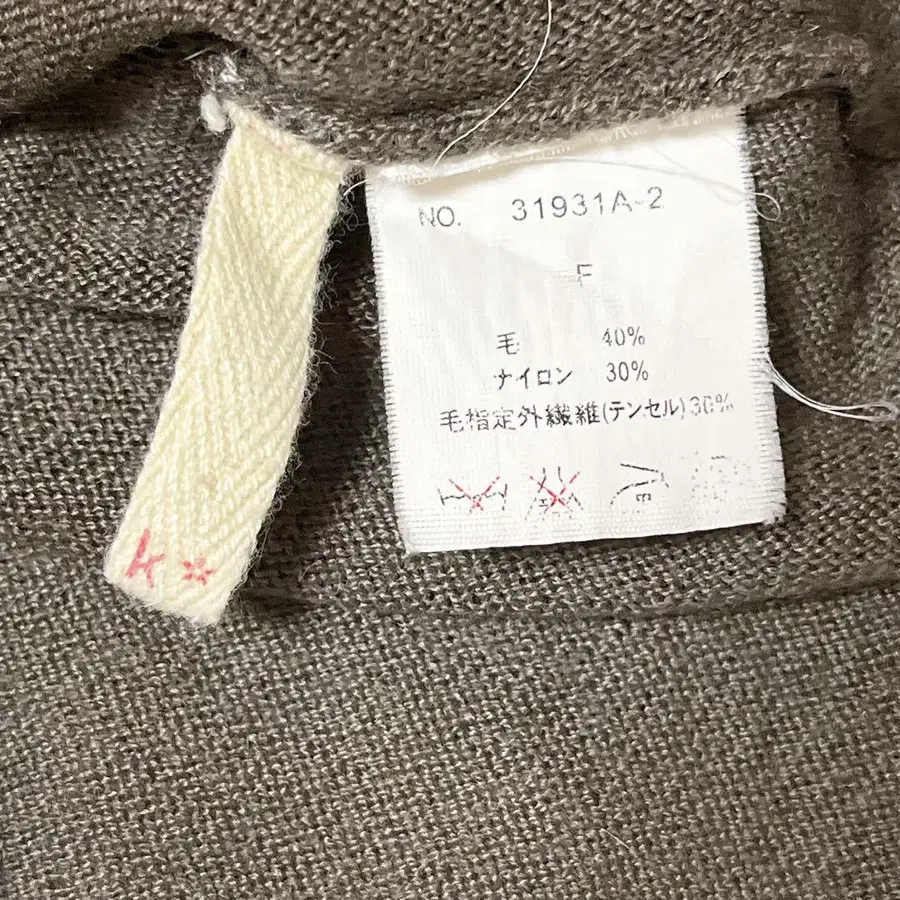 NO. 31931A-2
F
毛 40%
ナイロン 30%
毛指定外繊維(テンセル)30%
k*